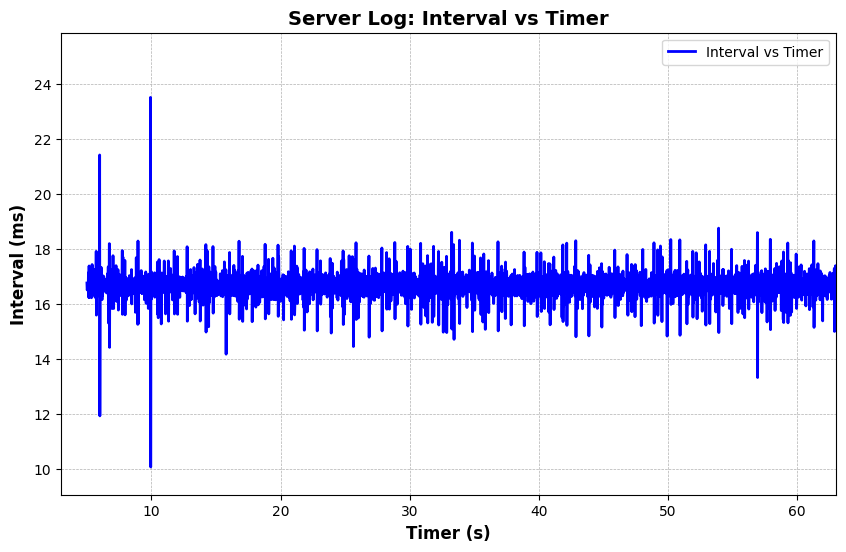 Server Log: Interval vs Timer
Interval vs Timer
24
22
20
18
16
14
12
10
Interval (ms)
10 20 30 40 50 60
Timer (s)